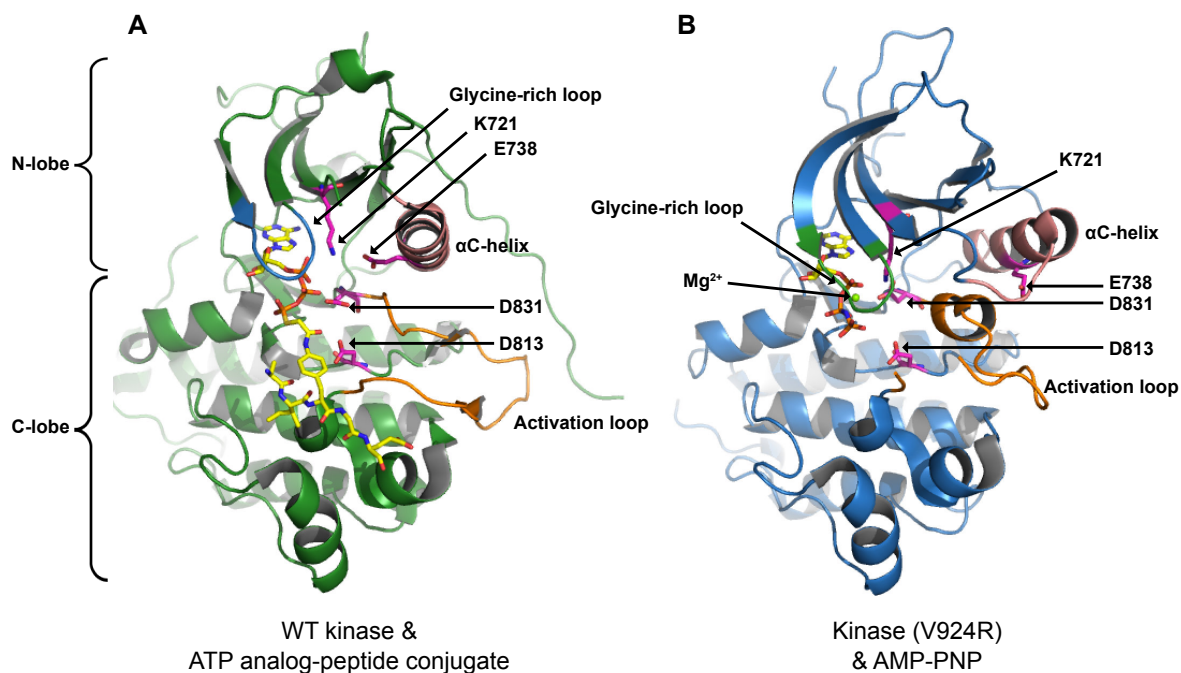 A
Glycine-rich loop
K721
E738
N-lobe
D831
D813
C-lobe
Activation loop
WT kinase &
ATP analog-peptide conjugate
B
K721
Glycine-rich loop
αC-helix
Mg²⁺
E738
D831
D813
Activation loop
Kinase (V924R)
& AMP-PNP
αC-helix